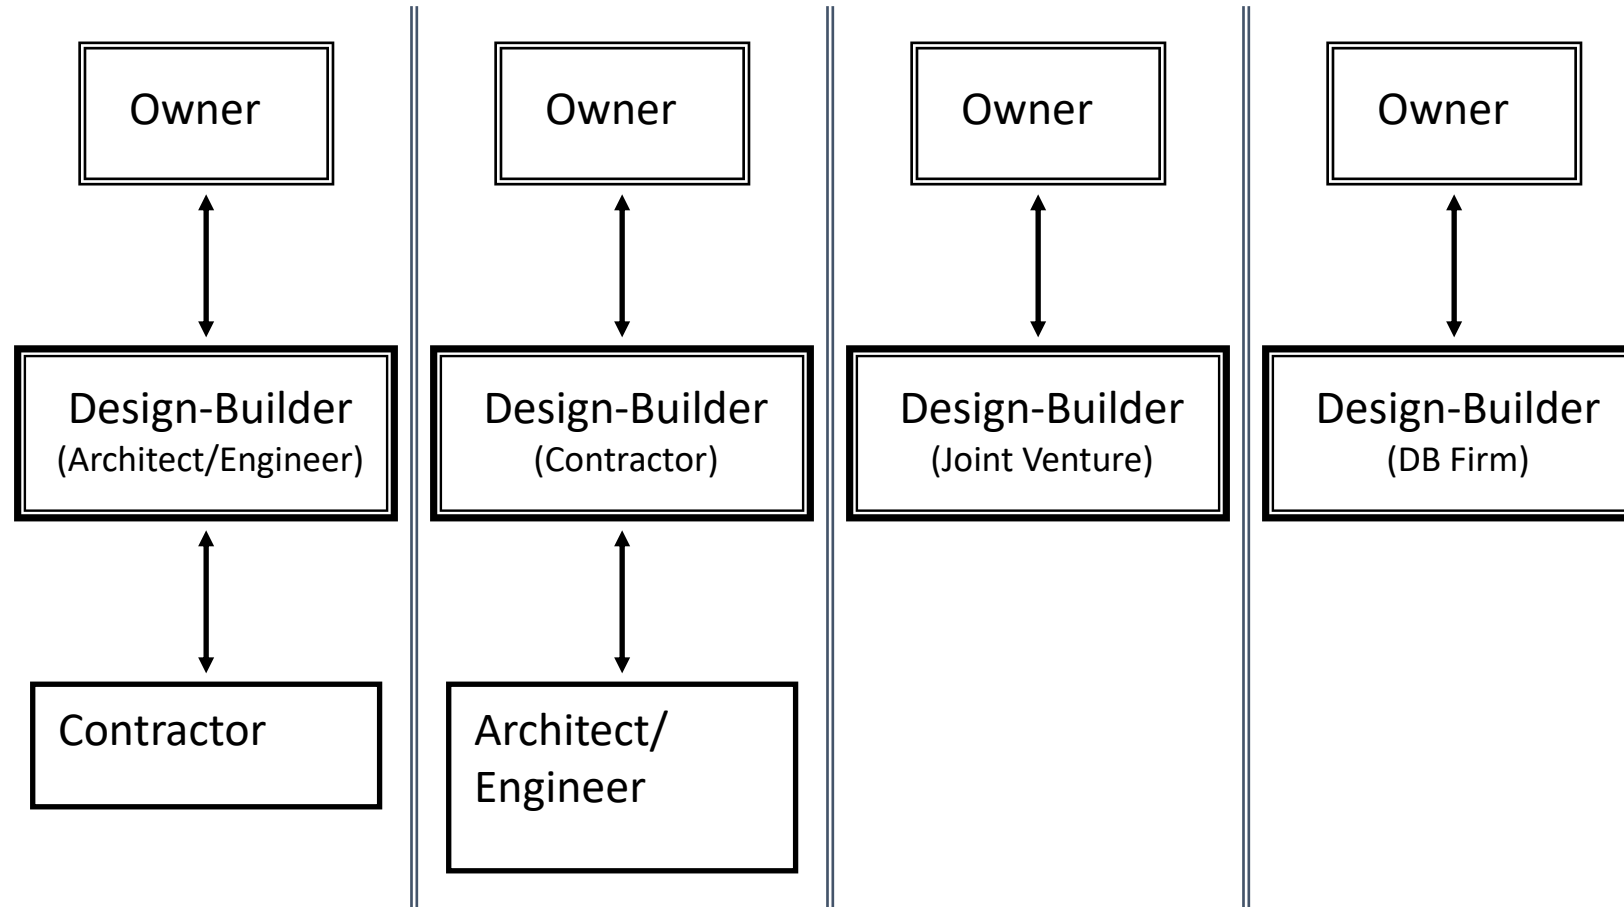 Owner
Design-Builder
(Architect/Engineer)
Contractor
Owner
Design-Builder
(Contractor)
Architect/
Engineer
Owner
Design-Builder
(Joint Venture)
Owner
Design-Builder
(DB Firm)